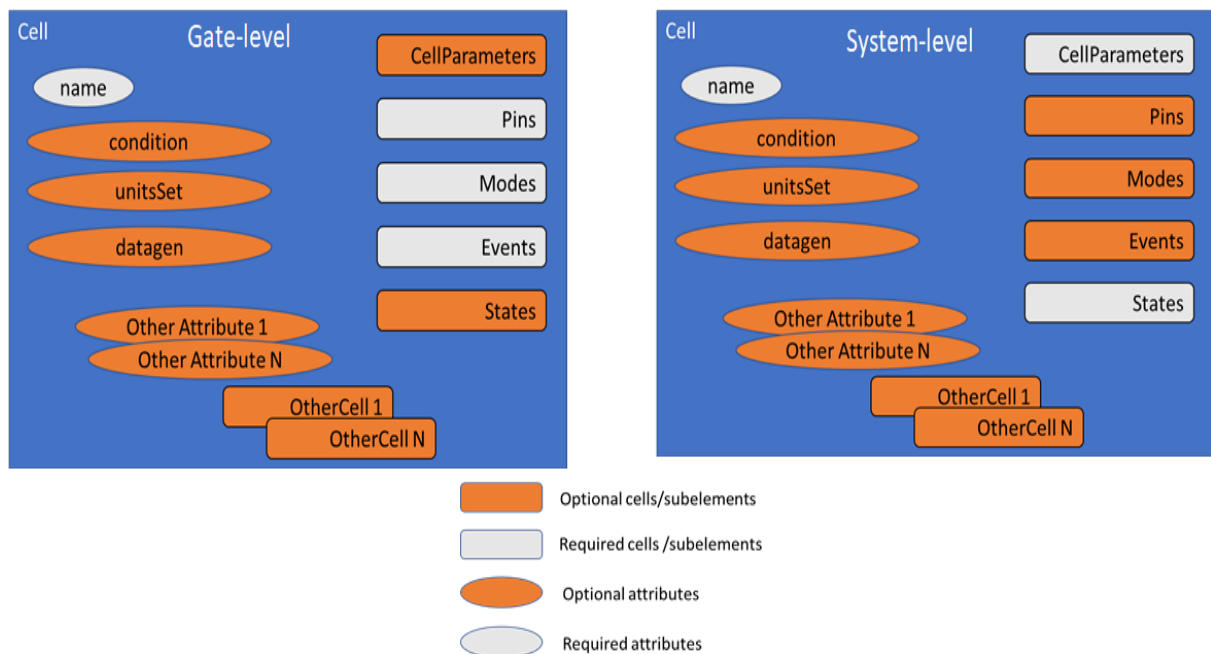 Cell
Gate-level
name
condition
unitsSet
datagen
Other Attribute 1
Other Attribute N
CellParameters
Pins
Modes
Events
States
OtherCell 1
OtherCell N
Cell
System-level
name
condition
unitsSet
datagen
Other Attribute 1
Other Attribute N
CellParameters
Pins
Modes
Events
States
OtherCell 1
OtherCell N
Optional cells/subelements
Required cells /subelements
Optional attributes
Required attributes